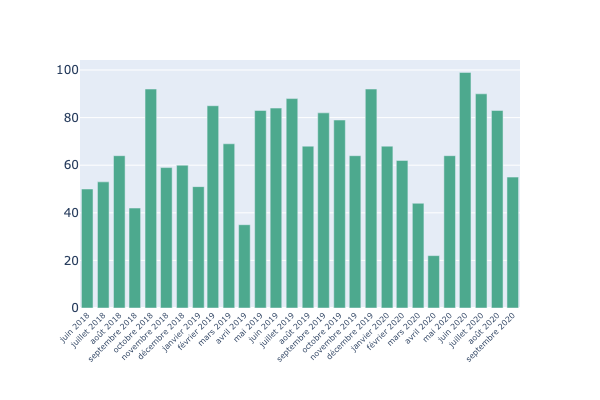 100
80
60
40
20
0
juin 2018
juillet 2018
août 2018
septembre 2018
octobre 2018
novembre 2018
décembre 2018
janvier 2019
février 2019
mars 2019
avril 2019
mai 2019
juin 2019
juillet 2019
août 2019
septembre 2019
octobre 2019
novembre 2019
décembre 2019
janvier 2020
février 2020
mars 2020
avril 2020
mai 2020
juin 2020
juillet 2020
août 2020
septembre 2020